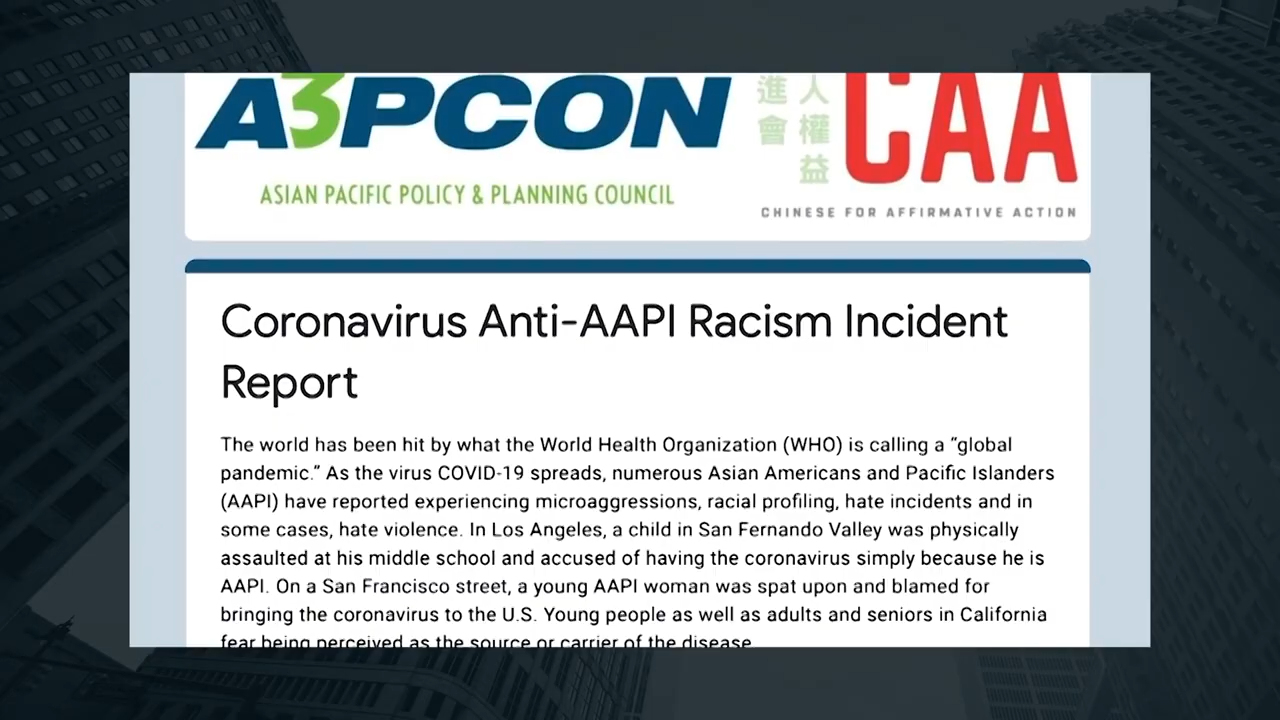 A3PCON
ASIAN PACIFIC POLICY & PLANNING COUNCIL
人權益
進會
CAA
CHINESE FOR AFFIRMATIVE ACTION
Coronavirus Anti-AAPI Racism Incident
Report
The world has been hit by what the World Health Organization (WHO) is calling a “global
pandemic.” As the virus COVID-19 spreads, numerous Asian Americans and Pacific Islanders
(AAPI) have reported experiencing microaggressions, racial profiling, hate incidents and in
some cases, hate violence. In Los Angeles, a child in San Fernando Valley was physically
assaulted at his middle school and accused of having the coronavirus simply because he is
AAPI. On a San Francisco street, a young AAPI woman was spat upon and blamed for
bringing the coronavirus to the U.S. Young people as well as adults and seniors in California
fear being perceived as the source or carrier of the disease